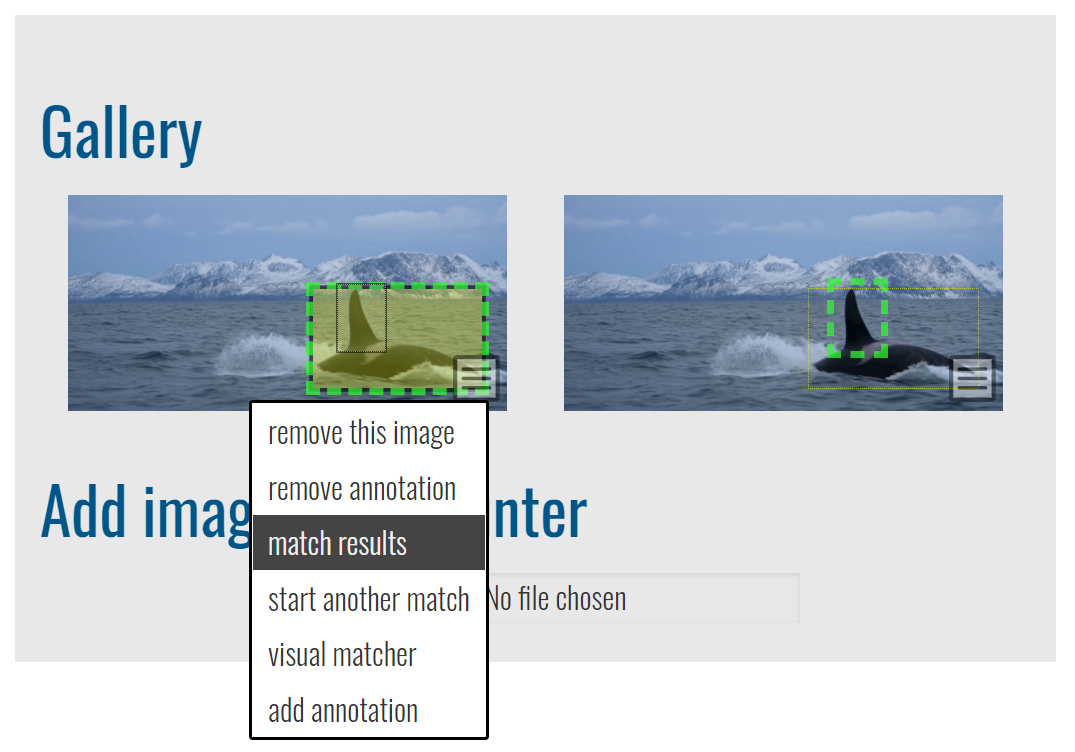 Gallery
remove this image
remove annotation
Add imag
nter
match results
start another match
No file chosen
visual matcher
add annotation